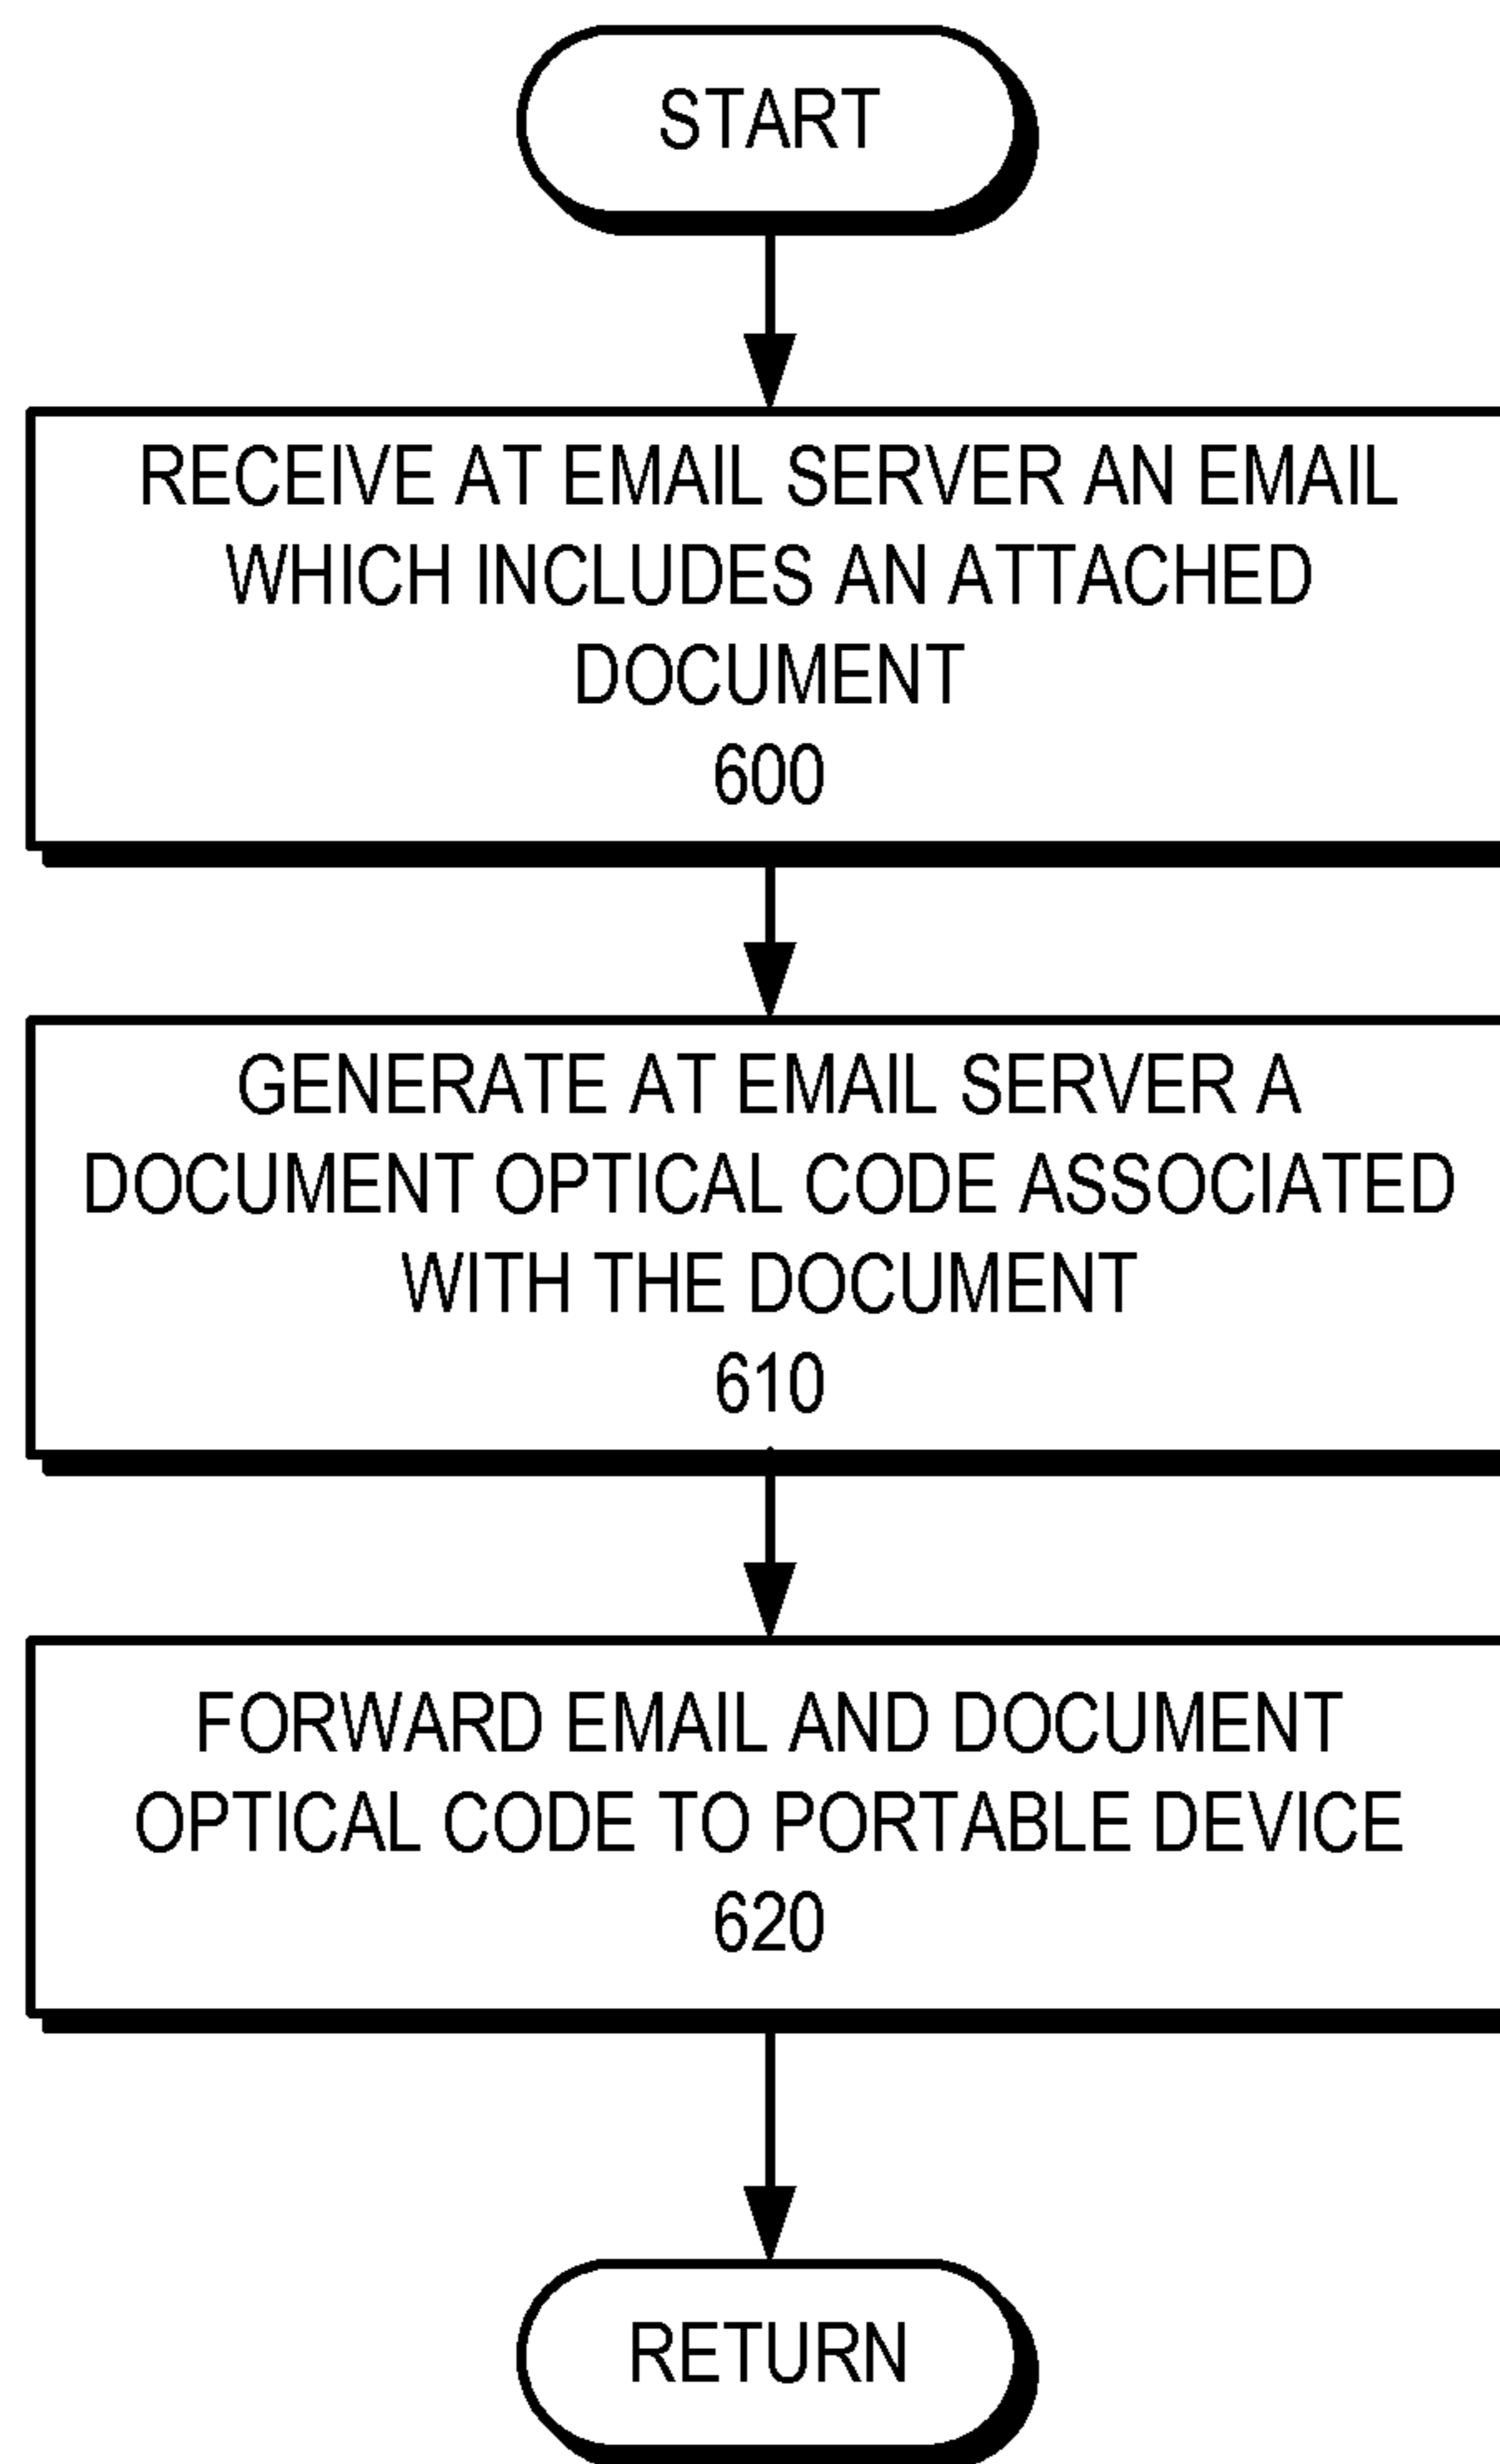 START
RECEIVE AT EMAIL SERVER AN EMAIL
WHICH INCLUDES AN ATTACHED
DOCUMENT
600
GENERATE AT EMAIL SERVER A
DOCUMENT OPTICAL CODE ASSOCIATED
WITH THE DOCUMENT
610
FORWARD EMAIL AND DOCUMENT
OPTICAL CODE TO PORTABLE DEVICE
620
RETURN